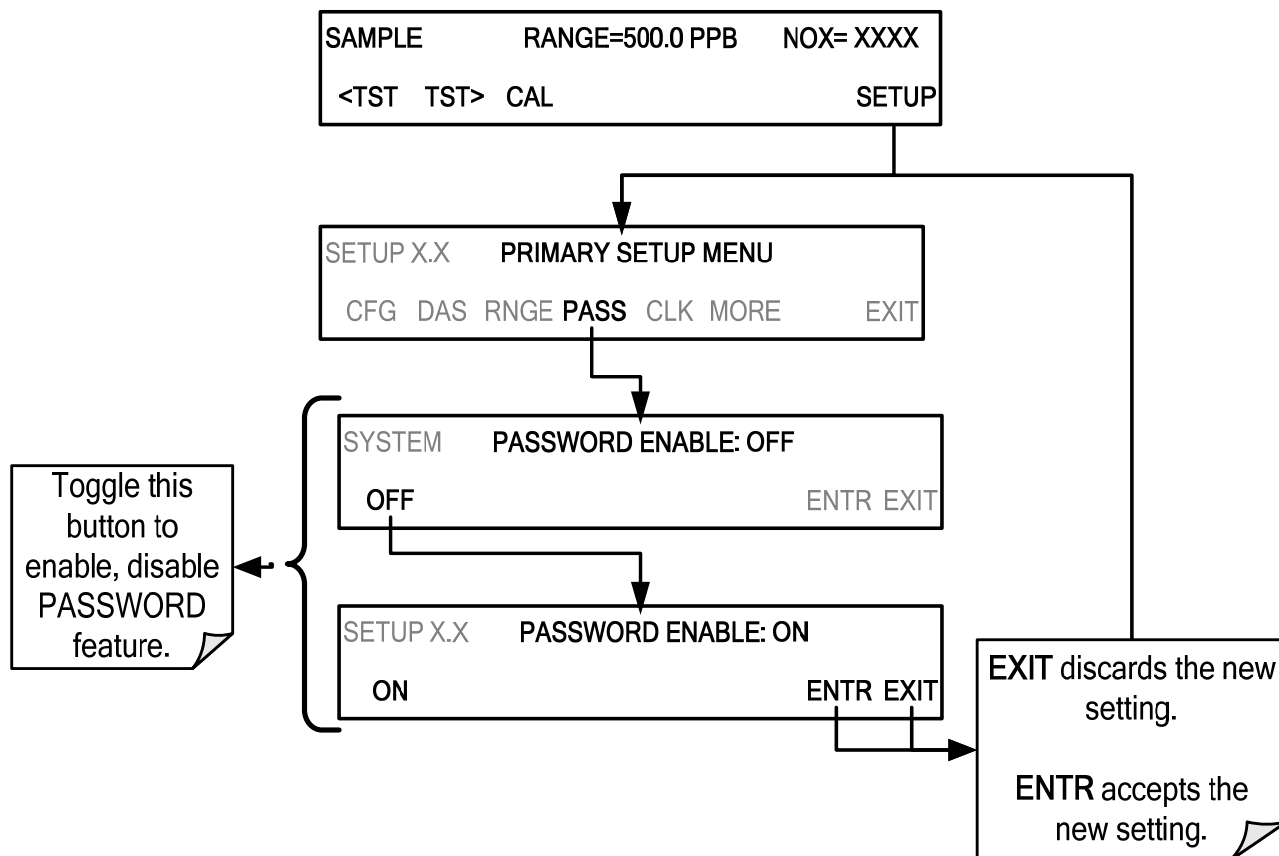 SAMPLE RANGE=500.0 PPB NOX= XXXX
<TST TST> CAL SETUP
SETUP X.X PRIMARY SETUP MENU
CFG DAS RNGE PASS CLK MORE EXIT
SYSTEM PASSWORD ENABLE: OFF
OFF ENTR EXIT
Toggle this
button to
enable, disable
PASSWORD
feature.
SETUP X.X PASSWORD ENABLE: ON
ON ENTR EXIT
EXIT discards the new
setting.
ENTR accepts the
new setting.